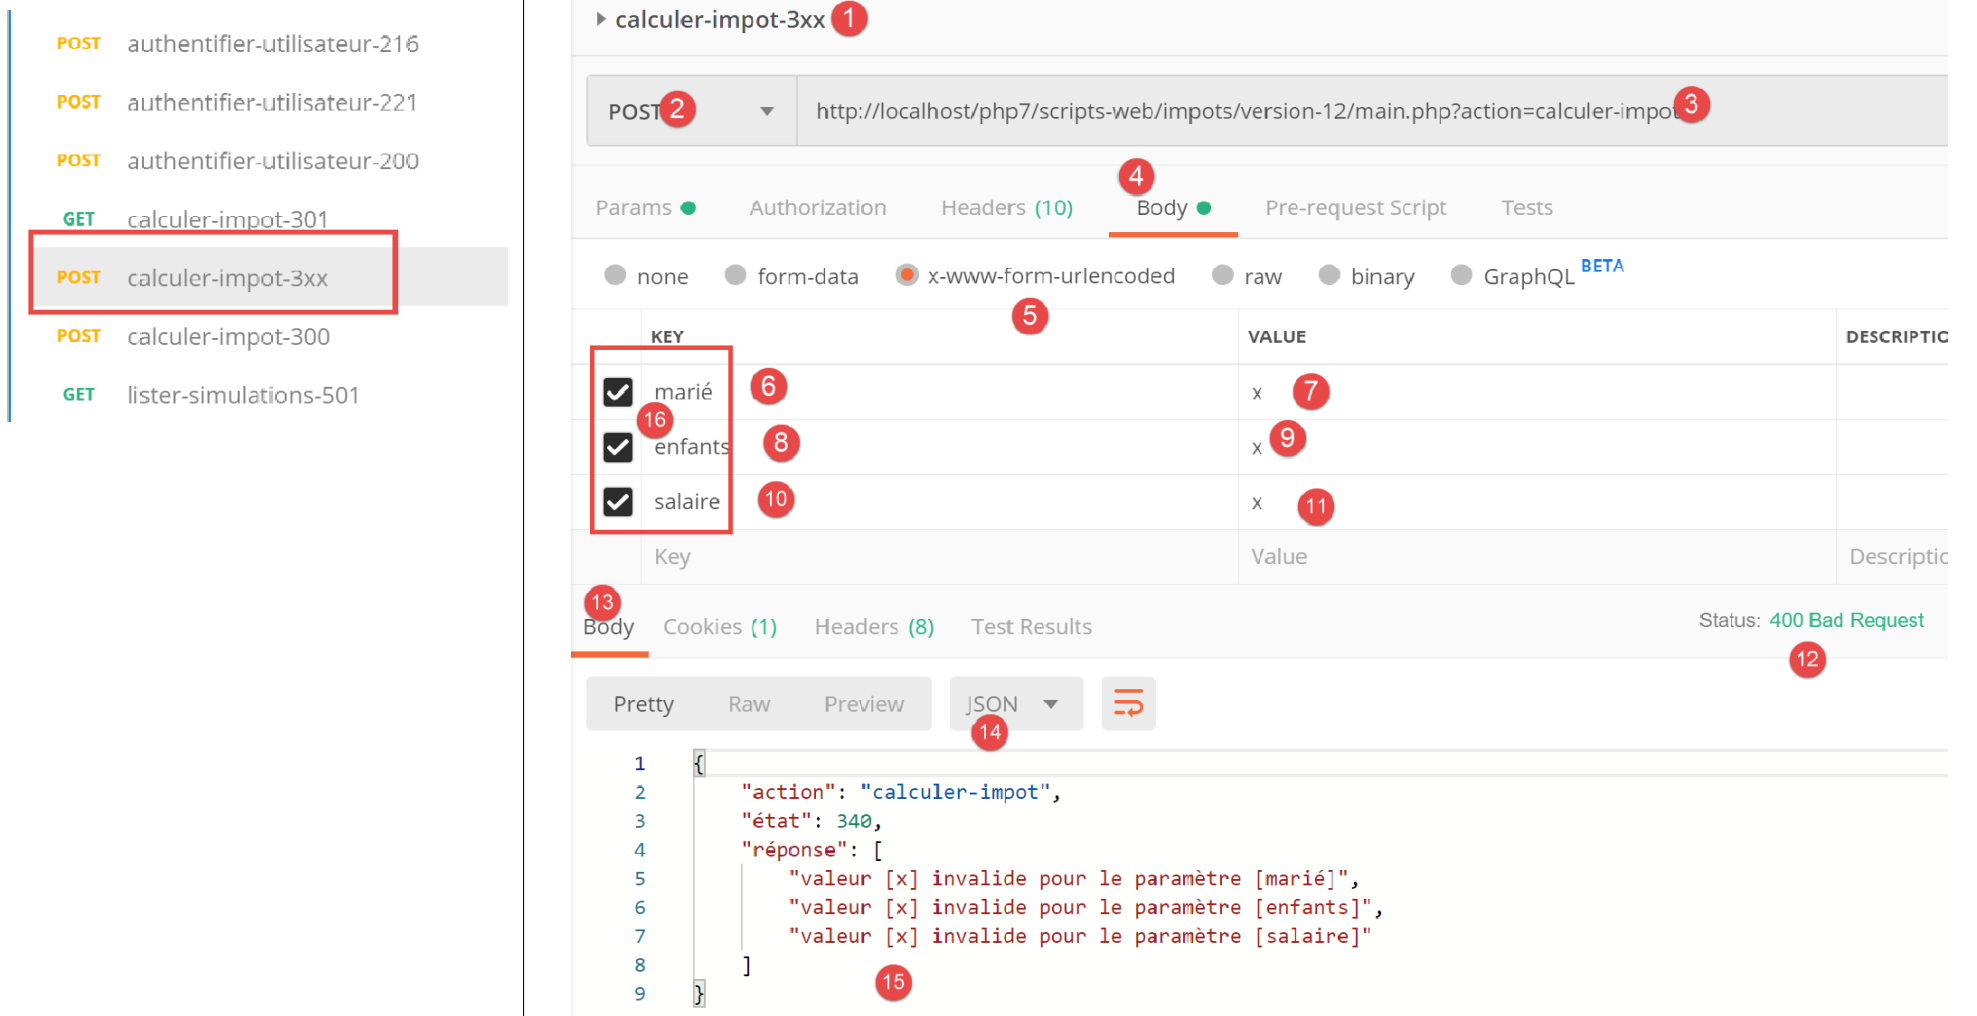 POST authentifier-utilisateur-216
POST authentifier-utilisateur-221
POST authentifier-utilisateur-200
GET calculer-impot-301
POST calculer-impot-3xx
POST calculer-impot-300
GET lister-simulations-501
calculer-impot-3xx 1
POST 2 http://localhost/php7/scripts-web/impots/version-12/main.php?action=calculer-impot 3
4
Params Authorization Headers (10) Body Pre-request Script Tests
none form-data x-www-form-urlencoded raw binary GraphQL BETA
5
KEY VALUE DESCRIPTIO
marié 6 x 7
16
enfants 8 x 9
salaire 10 x 11
Key Value Descriptio
13
Body Cookies (1) Headers (8) Test Results Status: 400 Bad Request
12
Pretty Raw Preview JSON
14
1 {
2 "action": "calculer-impot",
3 "état": 340,
4 "réponse": [
5 "valeur [x] invalide pour le paramètre [marié]",
6 "valeur [x] invalide pour le paramètre [enfants]",
7 "valeur [x] invalide pour le paramètre [salaire]"
8 ]
15
9 }